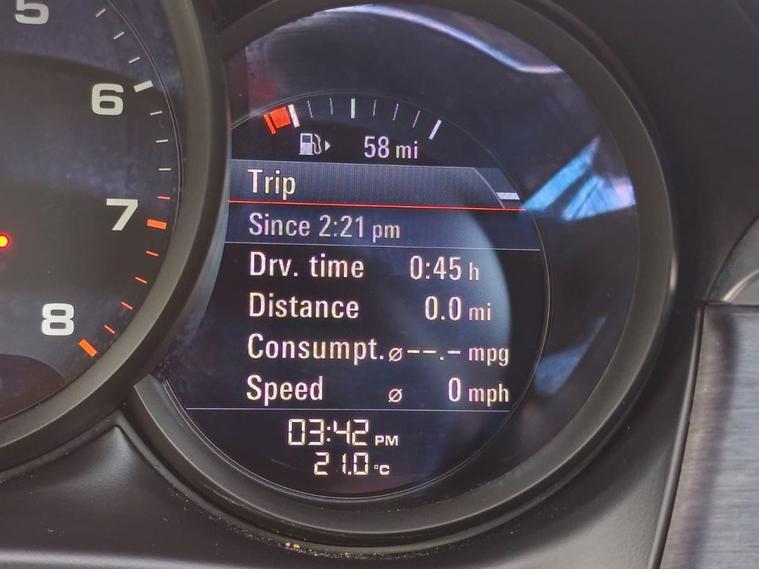 5
6
7
8
58 mi
Trip
Since 2:21 pm
Drv. time 0:45 h
Distance 0.0 mi
Consumpt. ⌀--.- mpg
Speed ⌀ 0 mph
03:42 PM
21.0 °C